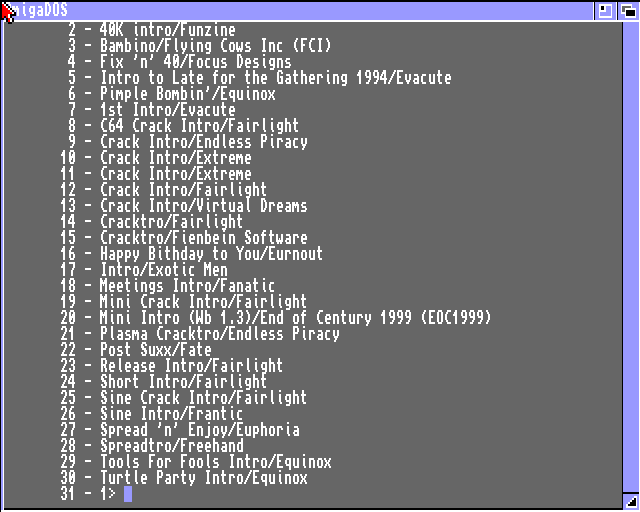 migaDOS
2 - 40K intro/Funzine
3 - Bambino/Flying Cows Inc (FCI)
4 - Fix 'n' 40/Focus Designs
5 - Intro to Late for the Gathering 1994/Evacute
6 - Pimple Bombin'/Equinox
7 - 1st Intro/Evacute
8 - C64 Crack Intro/Fairlight
9 - Crack Intro/Endless Piracy
10 - Crack Intro/Extreme
11 - Crack Intro/Extreme
12 - Crack Intro/Fairlight
13 - Crack Intro/Virtual Dreams
14 - Cracktro/Fairlight
15 - Cracktro/Fienbein Software
16 - Happy Bithday to You/Eurnout
17 - Intro/Exotic Men
18 - Meetings Intro/Fanatic
19 - Mini Crack Intro/Fairlight
20 - Mini Intro (Wb 1.3)/End of Century 1999 (EOC1999)
21 - Plasma Cracktro/Endless Piracy
22 - Post Suxx/Fate
23 - Release Intro/Fairlight
24 - Short Intro/Fairlight
25 - Sine Crack Intro/Fairlight
26 - Sine Intro/Frantic
27 - Spread 'n' Enjoy/Euphoria
28 - Spreadtro/Freehand
29 - Tools For Fools Intro/Equinox
30 - Turtle Party Intro/Equinox
31 - 1>